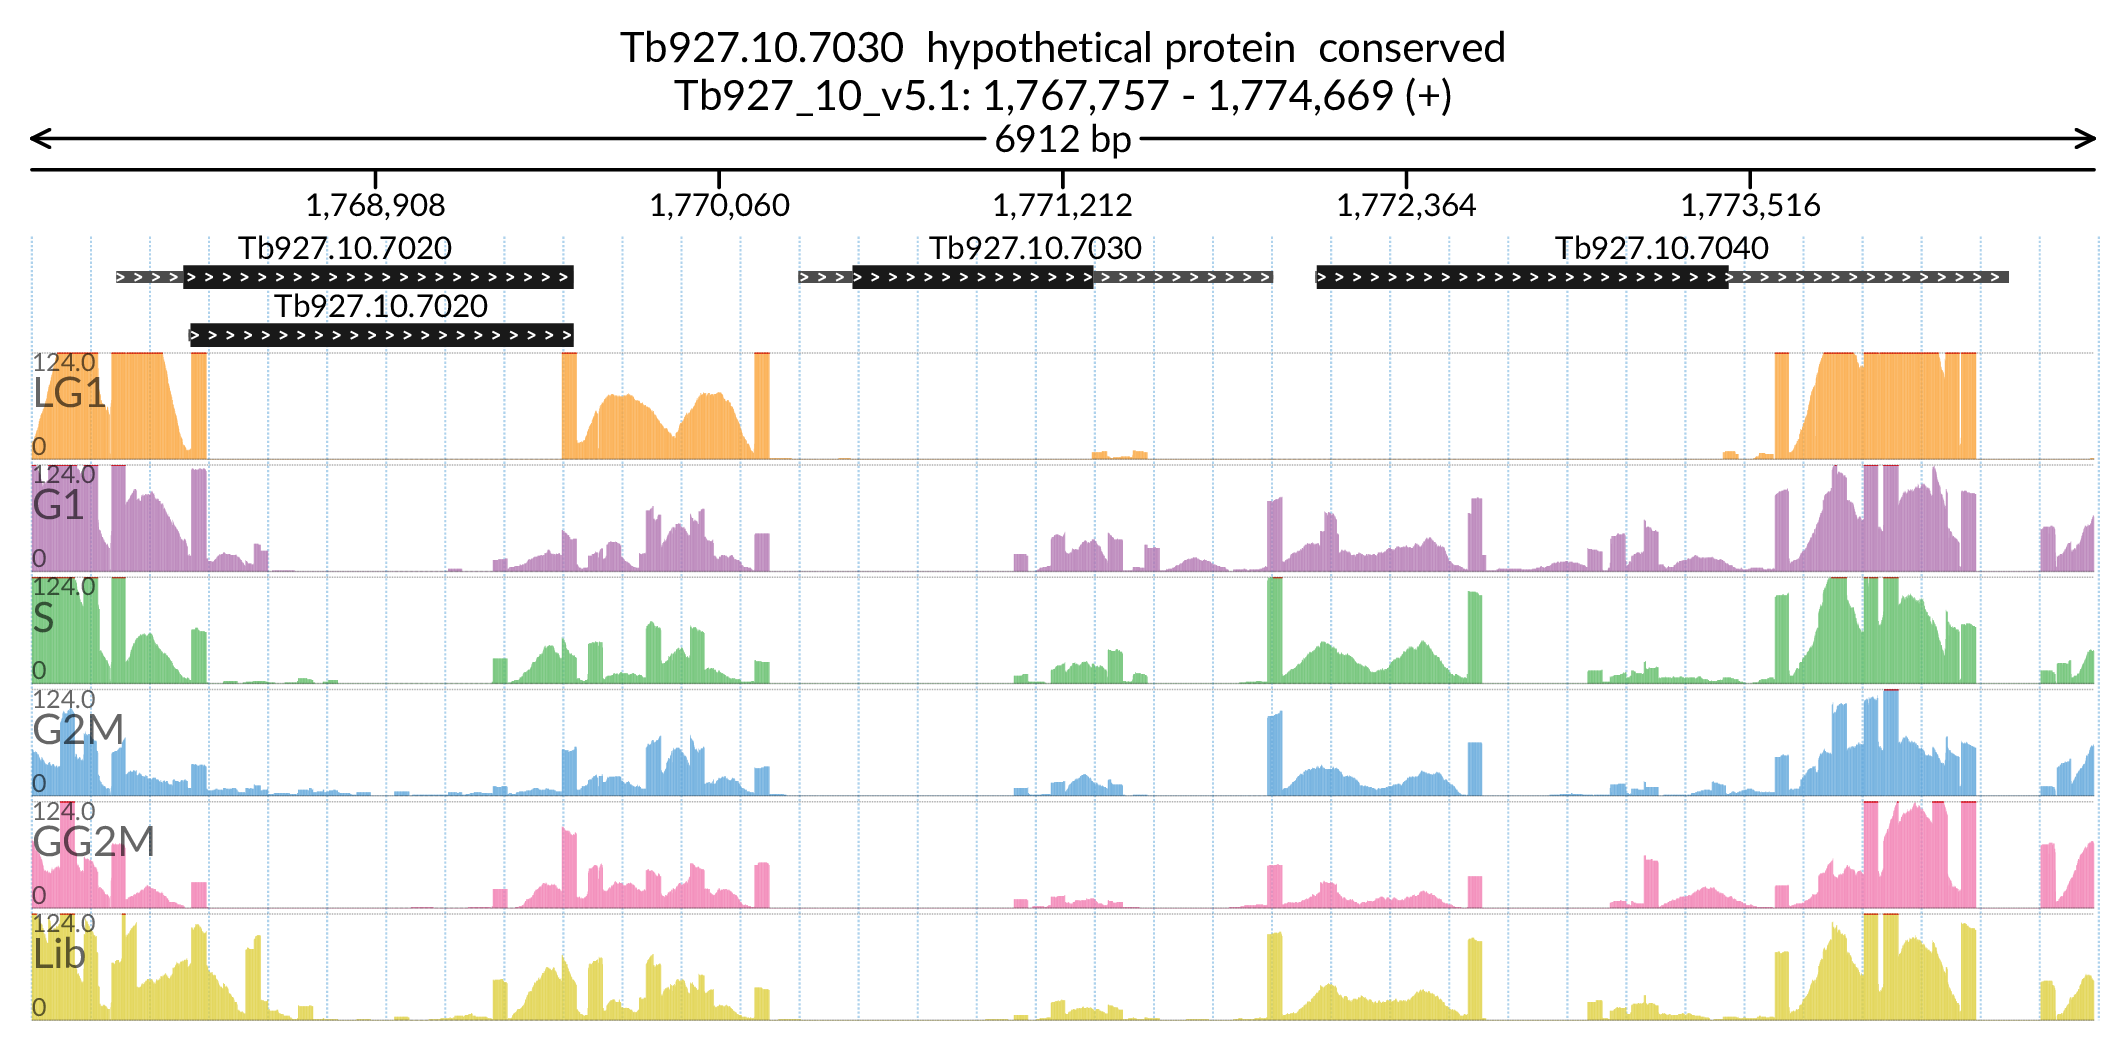 Tb927.10.7030  hypothetical protein  conserved
Tb927_10_v5.1: 1,767,757 - 1,774,669 (+)
6912 bp
1,768,908 1,770,060 1,771,212 1,772,364 1,773,516
Tb927.10.7020 Tb927.10.7030 Tb927.10.7040
Tb927.10.7020
124.0
LG1
0
124.0
G1
0
124.0
S
0
124.0
G2M
0
124.0
GG2M
0
124.0
Lib
0